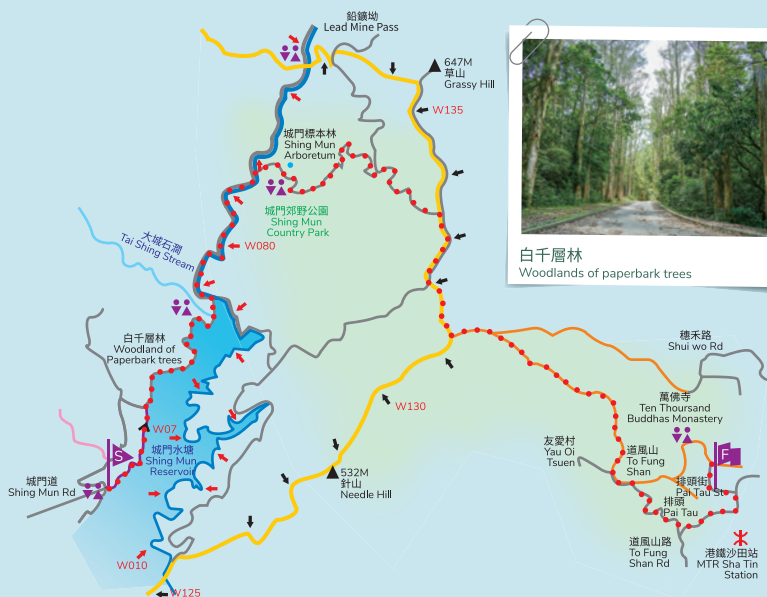 鉛鑛坳
Lead Mine Pass
647M
草山
Grassy Hill
W135
城門標本林
Shing Mun
Arboretum
城門郊野公園
Shing Mun
Country Park
W080
大城石澗
Tai Shing Stream
白千層林
Woodlands of paperbark trees
白千層林
Woodland of
Paperbark trees
穗禾路
Shui wo Rd
萬佛寺
Ten Thoursand
Buddhas Monastery
W130
W07
S
城門水塘
Shing Mun
Reservoir
城門道
Shing Mun Rd
532M
針山
Needle Hill
友愛村
Yau Oi
Tsuen
道風山
To Fung
Shan
F
排頭街
Pai Tau St
排頭
Pai Tau
道風山路
To Fung
Shan Rd
港鐵沙田站
MTR Sha Tin
Station
W010
W125